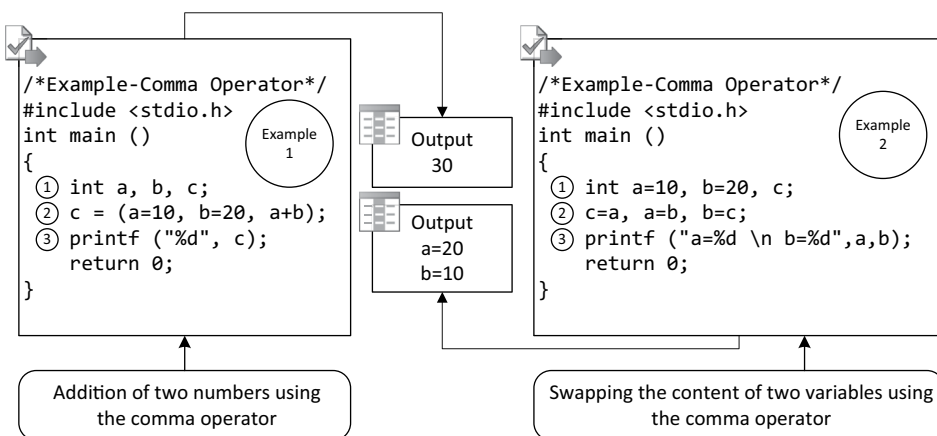 /*Example-Comma Operator*/
#include <stdio.h>
int main ()
{
① int a, b, c;
② c = (a=10, b=20, a+b);
③ printf ("%d", c);
return 0;
}
Example
1
Addition of two numbers using
the comma operator
Output
30
Output
a=20
b=10
/*Example-Comma Operator*/
#include <stdio.h>
int main ()
{
① int a=10, b=20, c;
② c=a, a=b, b=c;
③ printf ("a=%d \n b=%d",a,b);
return 0;
}
Example
2
Swapping the content of two variables using
the comma operator